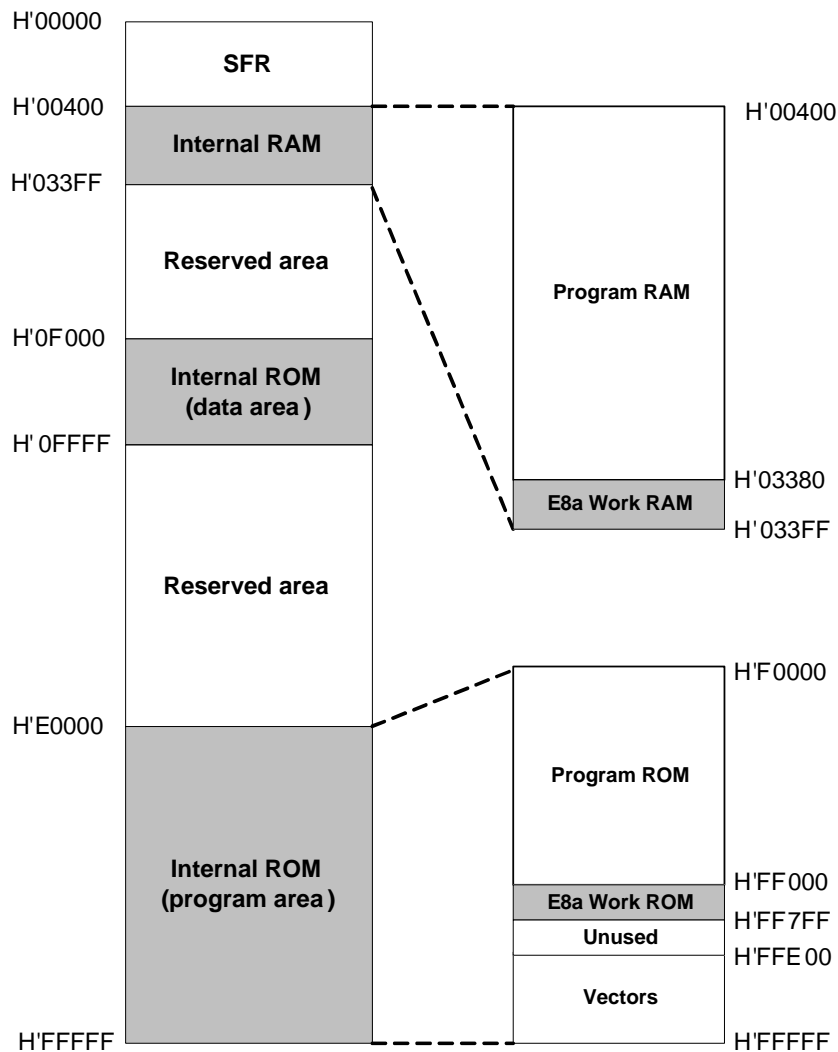 H'00000
SFR
H'00400
Internal RAM
H'033FF
Reserved area
H'0F000
Internal ROM
(data area)
H'0FFFF
Reserved area
H'E0000
Internal ROM
(program area)
H'FFFFF
H'00400
Program RAM
H'03380
E8a Work RAM
H'033FF
H'F0000
Program ROM
H'FF000
E8a Work ROM
H'FF7FF
Unused
H'FFE00
Vectors
H'FFFFF